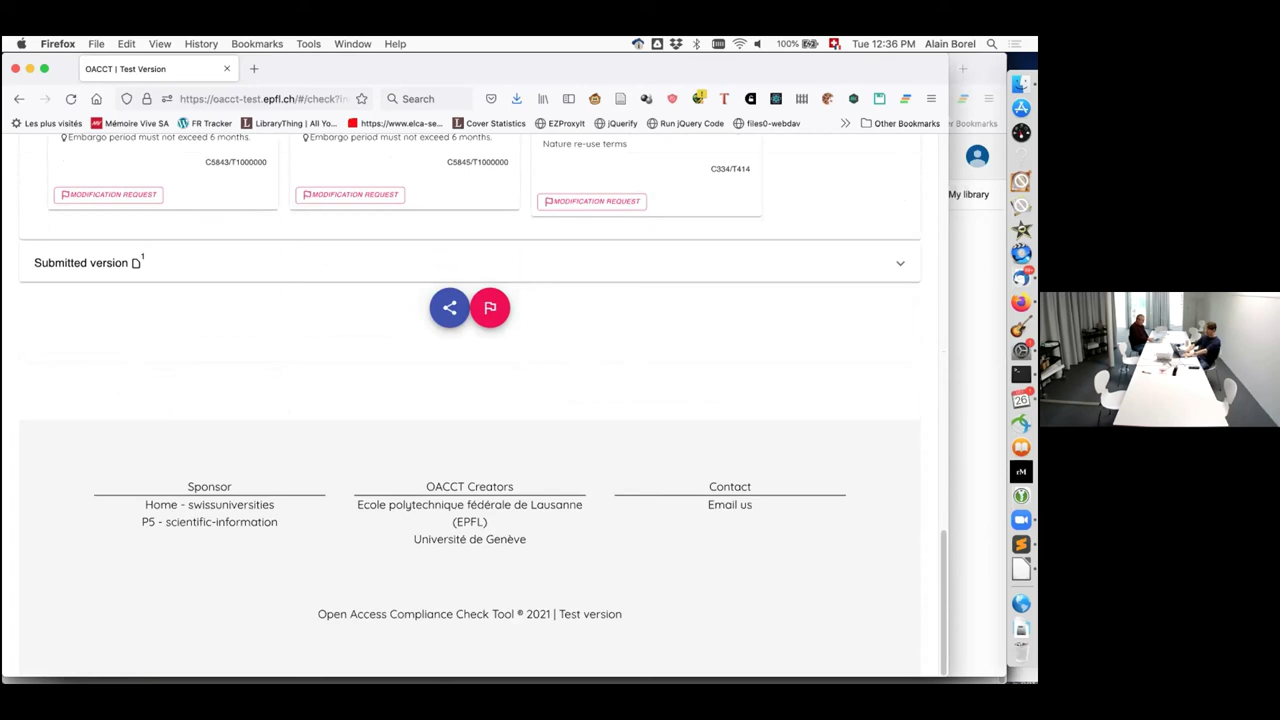 Firefox File Edit View History Bookmarks Tools Window Help 100% Tue 12:36 PM Alain Borel
OACCT | Test Version
https://oacct-test.epfl.ch/#/check?in
Search
Les plus visités Mémoire Vive SA FR Tracker LibraryThing | All Yo... https://www.elca-se... Cover Statistics EZProxyIt jQuerify Run jQuery Code files0-webdav Other Bookmarks
Embargo period must not exceed 6 months. Embargo period must not exceed 6 months. Nature re-use terms
C5843/T1000000 C5845/T1000000 C334/T414
MODIFICATION REQUEST MODIFICATION REQUEST MODIFICATION REQUEST
My library
Submitted version 1
Sponsor
Home - swissuniversities
P5 - scientific-information
OACCT Creators
Ecole polytechnique fédérale de Lausanne
(EPFL)
Université de Genève
Contact
Email us
Open Access Compliance Check Tool ® 2021 | Test version
26
rM